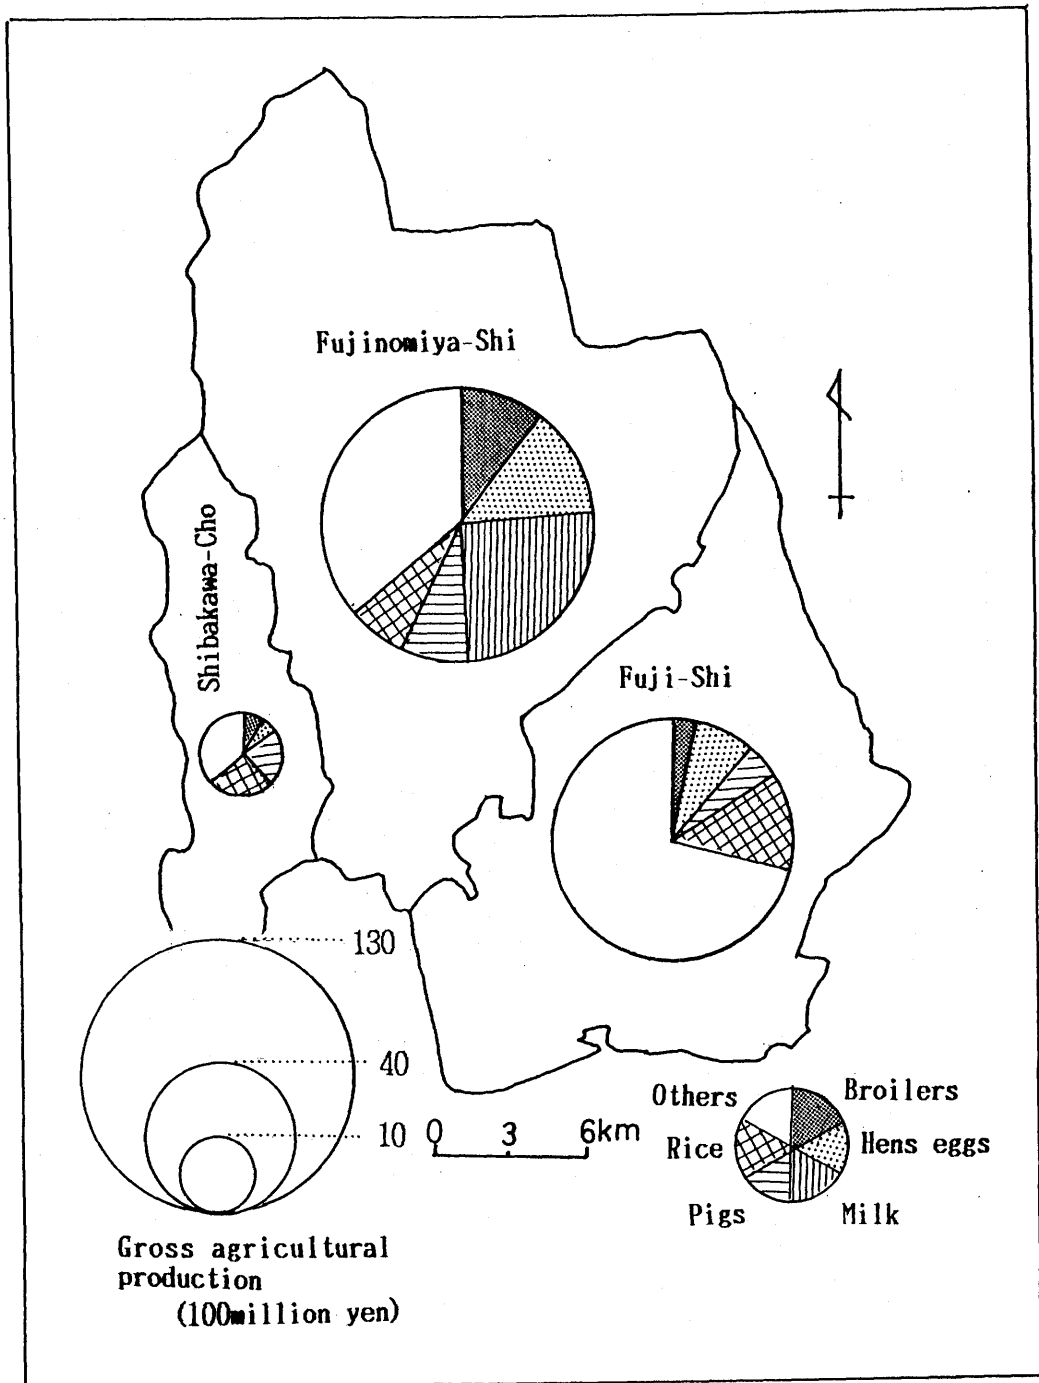 Fujinomiya-Shi
Shibakawa-Cho
Fuji-Shi
130
40
10
0 3 6km
Others
Broilers
Rice
Hens eggs
Pigs
Milk
Gross agricultural
production
(100million yen)